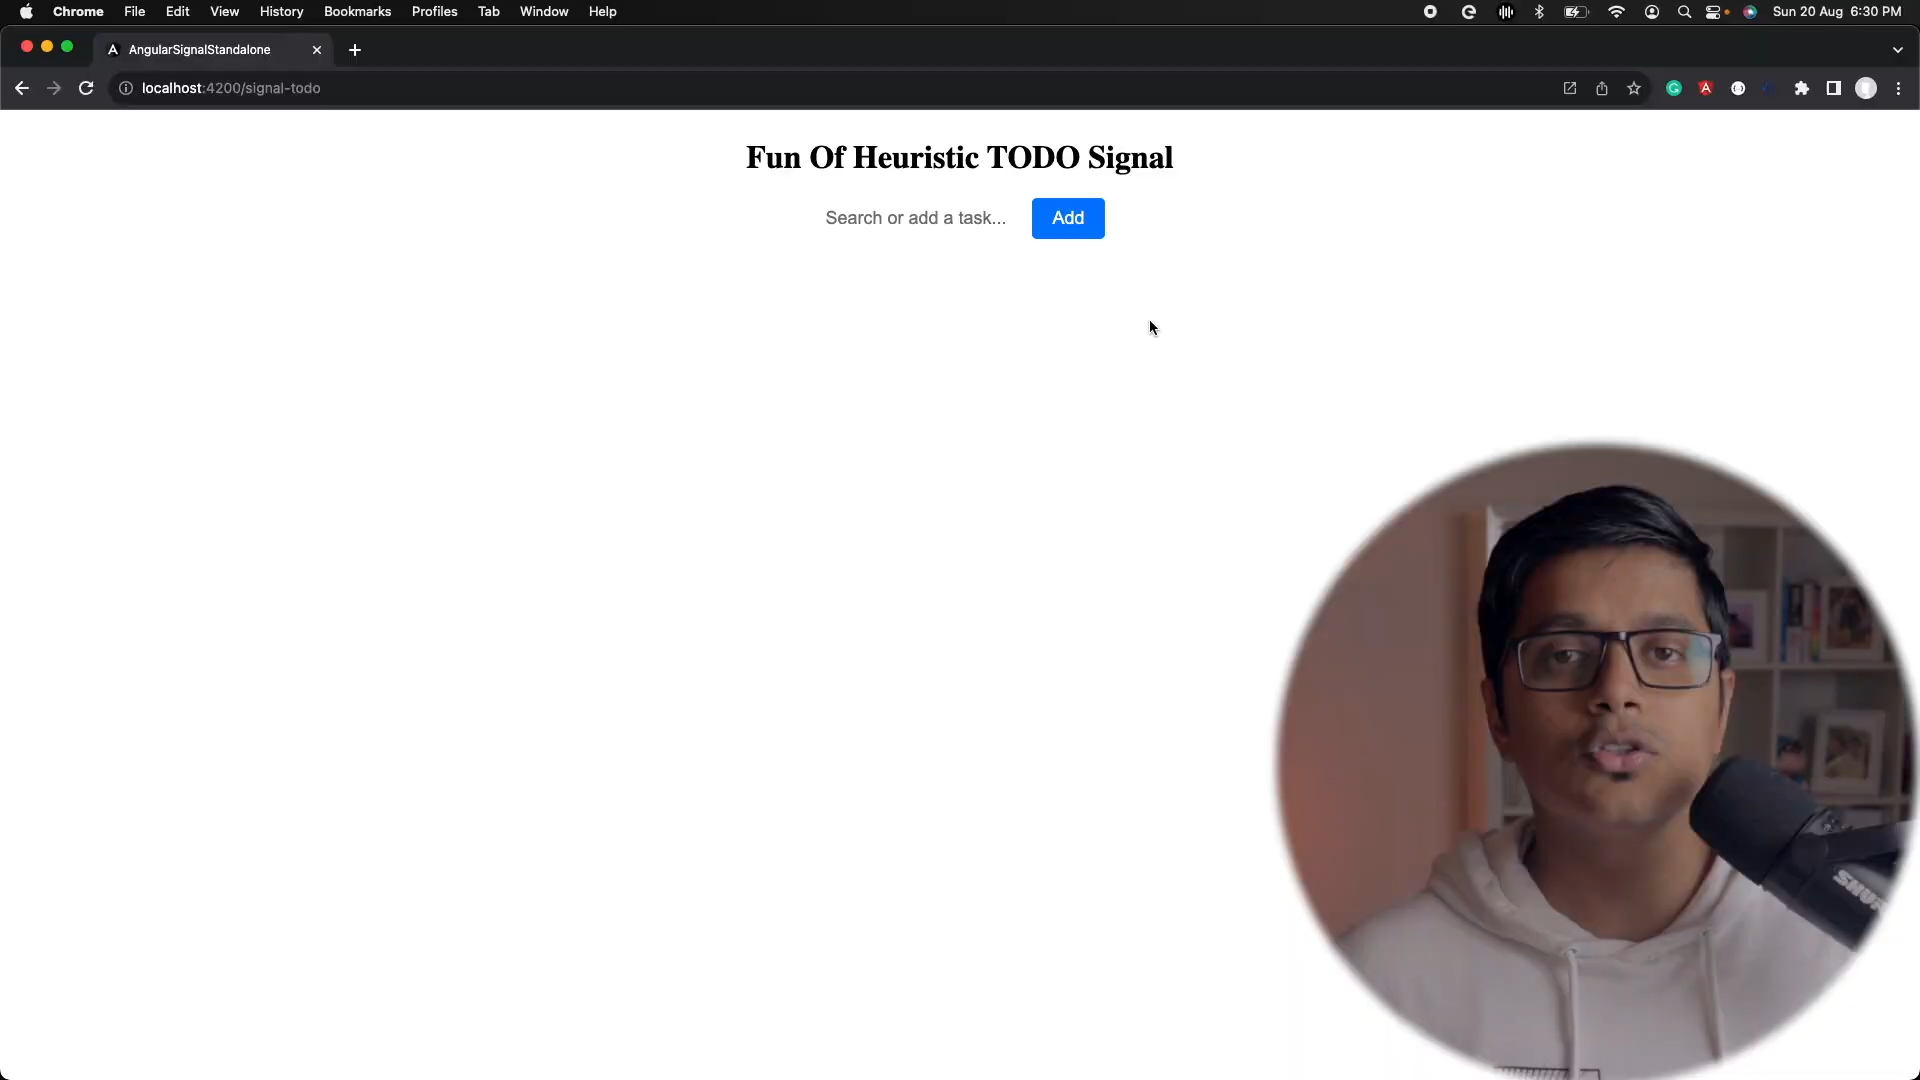 Chrome File Edit View History Bookmarks Profiles Tab Window Help Sun 20 Aug 6:30 PM
AngularSignalStandalone
localhost:4200/signal-todo
Fun Of Heuristic TODO Signal
Search or add a task... Add